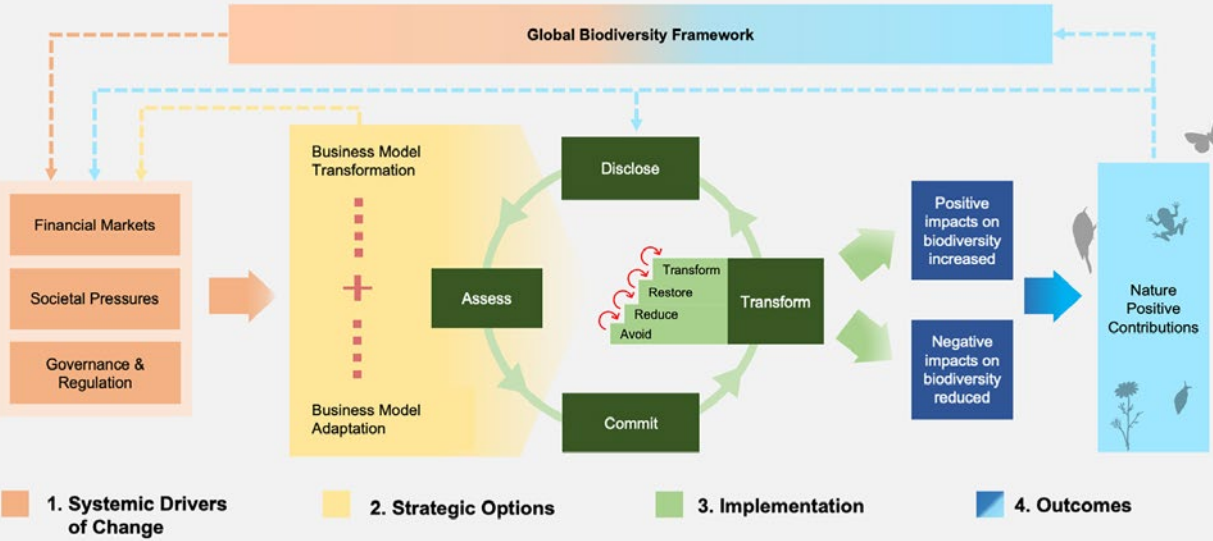 Global Biodiversity Framework
Financial Markets
Societal Pressures
Governance &
Regulation
Business Model
Transformation
Business Model
Adaptation
Disclose
Assess
Transform
Restore
Reduce
Avoid
Transform
Commit
Positive
impacts on
biodiversity
increased
Negative
impacts on
biodiversity
reduced
Nature
Positive
Contributions
1. Systemic Drivers
of Change
2. Strategic Options
3. Implementation
4. Outcomes